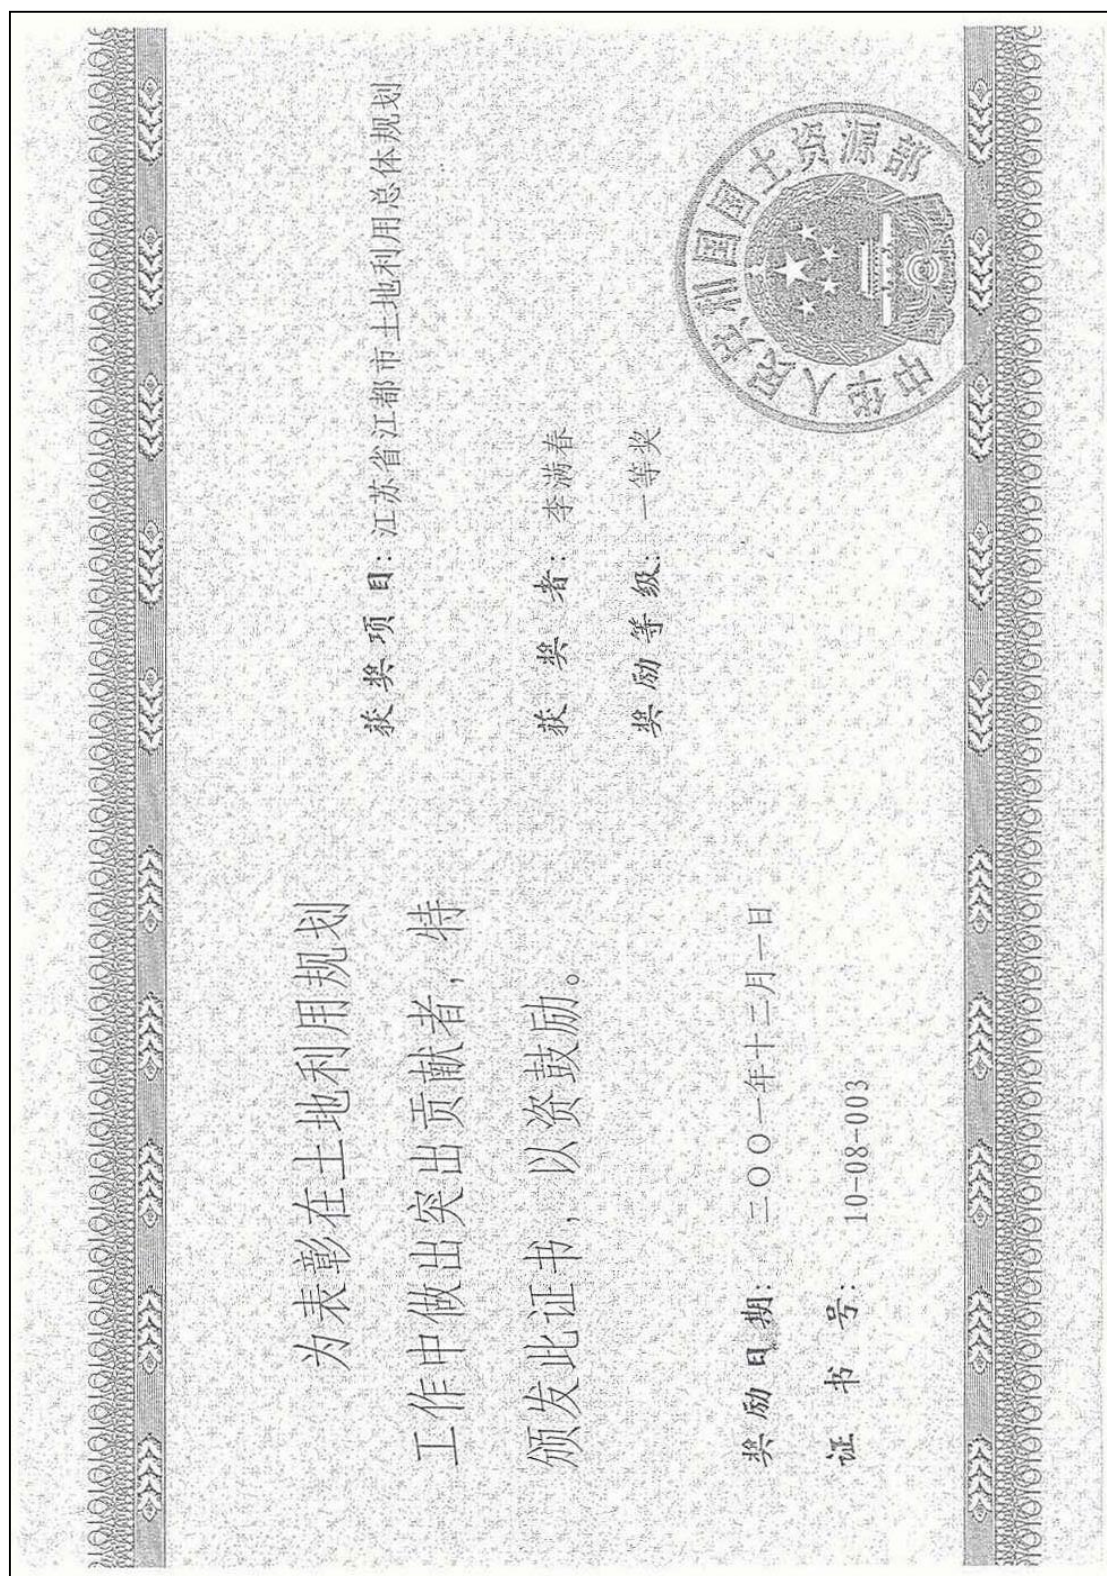 为表彰在土地利用规划
工作中做出突出贡献者，特
颁发此证书，以资鼓励。
奖励日期：二〇〇一年十二月一日
证书号：10-08-003
获奖项目：江苏省江都市土地利用总体规划
获奖者：李满春
奖励等级：一等奖
中华人民共和国国土资源部